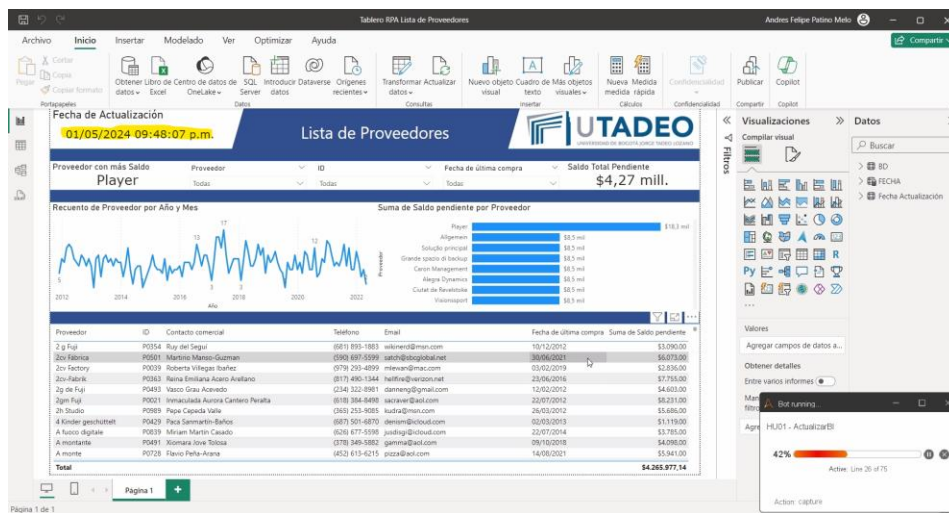 Tablero RPA Lista de Proveedores
Andres Felipe Patino Melo
Archivo Inicio Insertar Modelado Ver Optimizar Ayuda
Compartir
Pegar
Cortar
Copiar
Copiar formato
Portapapeles
Obtener datos
Libro de Excel
Centro de datos de OneLake
SQL Server
Introducir datos
Dataverse
Orígenes recientes
Datos
Transformar datos
Actualizar
Consultas
Nuevo objeto visual
Cuadro de texto
Más objetos visuales
Insertar
Nueva medida
Medida rápida
Cálculos
Confidencialidad
Confidencialidad
Publicar
Compartir
Copilot
Copilot
Fecha de Actualización
01/05/2024 09:48:07 p.m.
Lista de Proveedores
UTADEO
UNIVERSIDAD DE BOGOTÁ JORGE TADEO LOZANO
Proveedor con más Saldo
Player
Proveedor
Todas
ID
Todas
Fecha de última compra
Todas
Saldo Total Pendiente
$4,27 mill.
Recuento de Proveedor por Año y Mes
17
13
12
5
3
3
2012 2014 2016 2018 2020 2022
Año
Suma de Saldo pendiente por Proveedor
Proveedor
Player $18,3 mil
Allgemein $8,5 mil
Solução principal $8,5 mil
Grande spazio di backup $8,5 mil
Ceron Management $8,5 mil
Alegra Dynamics $8,5 mil
Ciutat de Revelstoke $8,5 mil
Visionssport $8,5 mil
Proveedor ID Contacto comercial Teléfono Email Fecha de última compra Suma de Saldo pendiente
2 g Fuji P0354 Ruy del Seguí (681) 893-1883 wikinerd@msn.com 10/12/2012 $3.090,00
2cv Fábrica P0501 Martino Manso-Guzman (590) 697-5599 satch@sbcglobal.net 30/06/2021 $6.073,00
2cv Factory P0039 Roberta Villegas Ibañez (979) 293-4899 mlewan@mac.com 03/02/2019 $2.836,00
2cv-Fabrik P0363 Reina Emiliana Acero Arellano (817) 490-1344 hellfire@verizon.net 23/06/2016 $7.755,00
2g de Fuji P0493 Vasco Grau Acevedo (234) 322-8981 danneng@gmail.com 12/02/2012 $4.603,00
2gm Fuji P0021 Inmaculada Aurora Cantero Peralta (618) 384-8498 sacraver@aol.com 22/07/2012 $8.231,00
2h Studio P0989 Pepe Cepeda Valle (365) 253-9085 kudra@msn.com 26/03/2012 $5.686,00
4 Kinder geschüttelt P0429 Paca Sanmartín-Baños (687) 501-6870 denism@icloud.com 02/03/2013 $1.119,00
A fuoco digitale P0839 Miriam Martin Casado (626) 677-5598 jusdisgi@icloud.com 22/07/2014 $3.785,00
A montante P0491 Xiomara Jove Tolosa (378) 349-5882 gamma@aol.com 09/10/2018 $4.098,00
A monte P0728 Flavio Peña-Arana (452) 613-6215 pizza@aol.com 14/08/2021 $5.941,00
Total $4.265.977,14
Filtros
Visualizaciones
Compilar visual
Valores
Agregar campos de datos a...
Obtener detalles
Entre varios informes
Datos
Buscar
BD
FECHA
Fecha Actualización
Bot running...
HU01 - ActualizarBI
42%
Active: Line 26 of 75
Action: capture
Página 1
Página 1 de 1